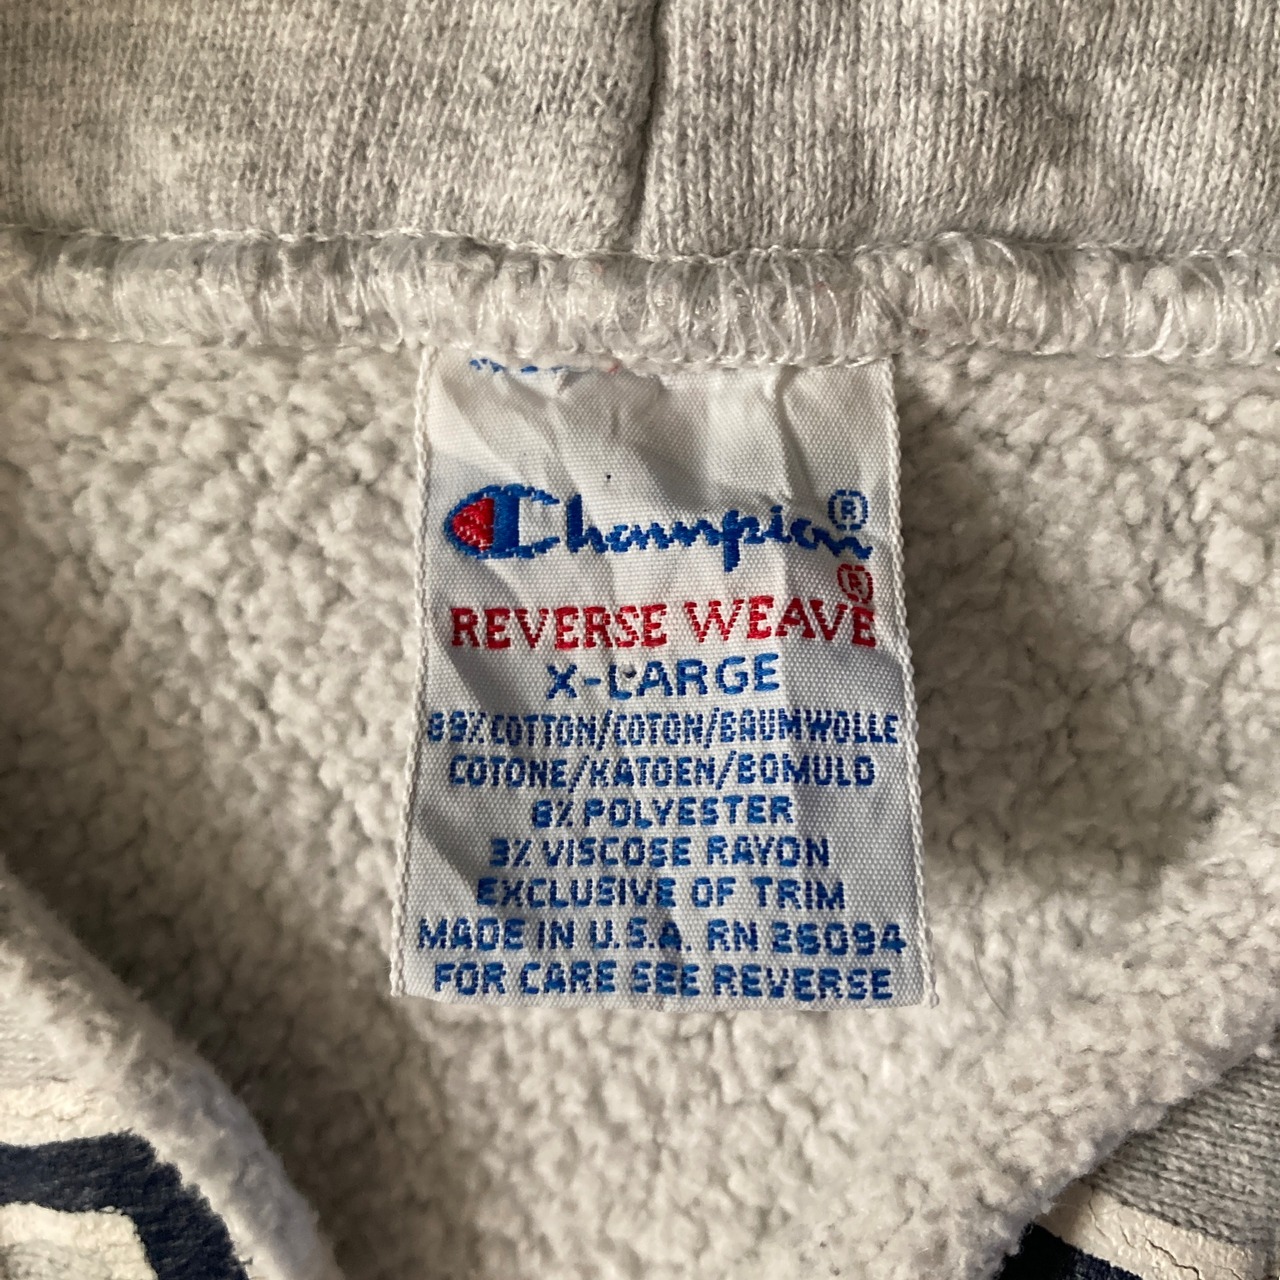 Champion®
REVERSE WEAVE®
X-LARGE
89% COTTON/COTON/BAUMWOLLE
COTONE/KATOEN/BOMULD
8% POLYESTER
3% VISCOSE RAYON
EXCLUSIVE OF TRIM
MADE IN U.S.A. RN 26094
FOR CARE SEE REVERSE